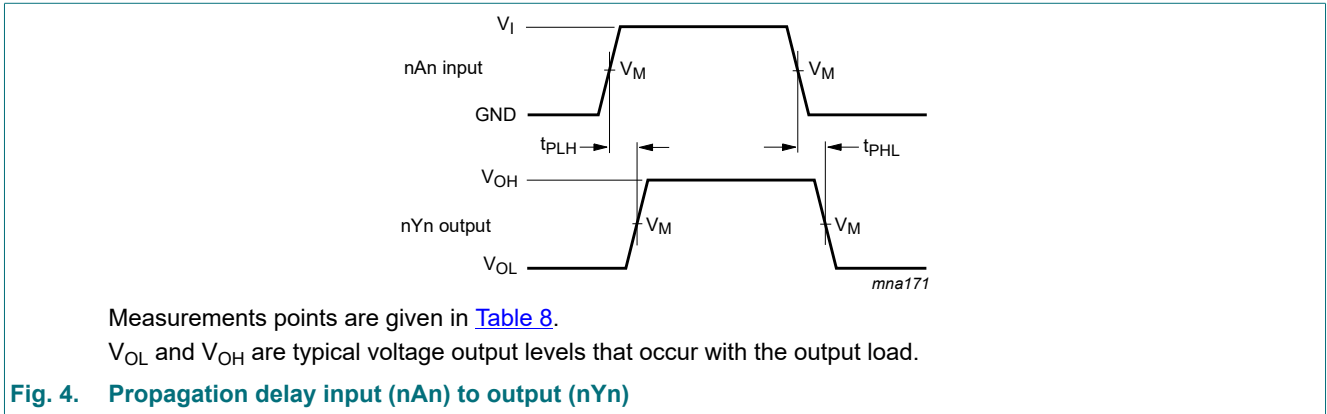 VI
nAn input
VM
VM
GND
tPLH
tPHL
VOH
nYn output
VM
VM
VOL
mna171
Measurements points are given in Table 8.
VOL and VOH are typical voltage output levels that occur with the output load.
Fig. 4. Propagation delay input (nAn) to output (nYn)